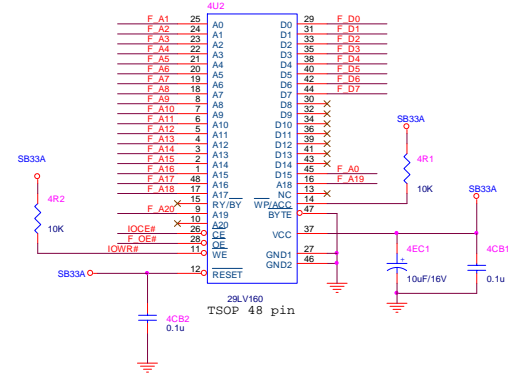 4U2
F_A1 25 A0 D0 29 F_D0
F_A2 24 A1 D1 31 F_D1
F_A3 23 A2 D2 33 F_D2
F_A4 22 A3 D3 35 F_D3
F_A5 21 A4 D4 38 F_D4
F_A6 20 A5 D5 40 F_D5
F_A7 19 A6 D6 42 F_D6
F_A8 18 A7 D7 44 F_D7
F_A9 8 A8 D8 30
F_A10 7 A9 D9 32
F_A11 6 A10 D10 34
F_A12 5 A11 D11 36
F_A13 4 A12 D12 39
F_A14 3 A13 D13 41
F_A15 2 A14 D14 43
F_A16 1 A15 D15 45 F_A0
F_A17 48 A16 A18 16 F_A19
F_A18 17 A17 NC 13
15 RY/BY WP/ACC 14
F_A20 9 A19 BYTE 47
10 A20
IOCE# 26 CE VCC 37
F_OE# 28 OE
IOWR# 11 WE GND1 27
GND2 46
SB33A 12 RESET
29LV160
TSOP 48 pin
SB33A
4R2
10K
4CB2
0.1u
SB33A
4R1
10K
SB33A
4EC1
+
10uF/16V
4CB1
0.1u